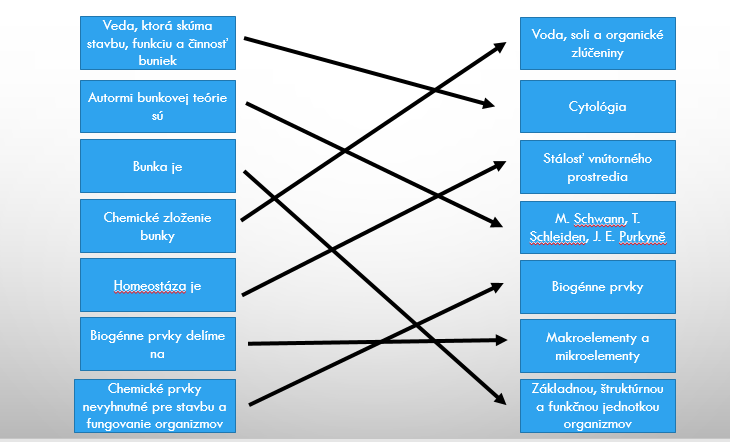 Veda, ktorá skúma
stavbu, funkciu a činnosť
buniek
Autormi bunkovej teórie
sú
Bunka je
Chemické zloženie
bunky
Homeostáza je
Biogénne prvky delíme
na
Chemické prvky
nevyhnutné pre stavbu a
fungovanie organizmov
Voda, soli a organické
zlúčeniny
Cytológia
Stálosť vnútorného
prostredia
M. Schwann, T.
Schleiden, J. E. Purkyně
Biogénne prvky
Makroelementy a
mikroelementy
Základnou, štruktúrnou
a funkčnou jednotkou
organizmov